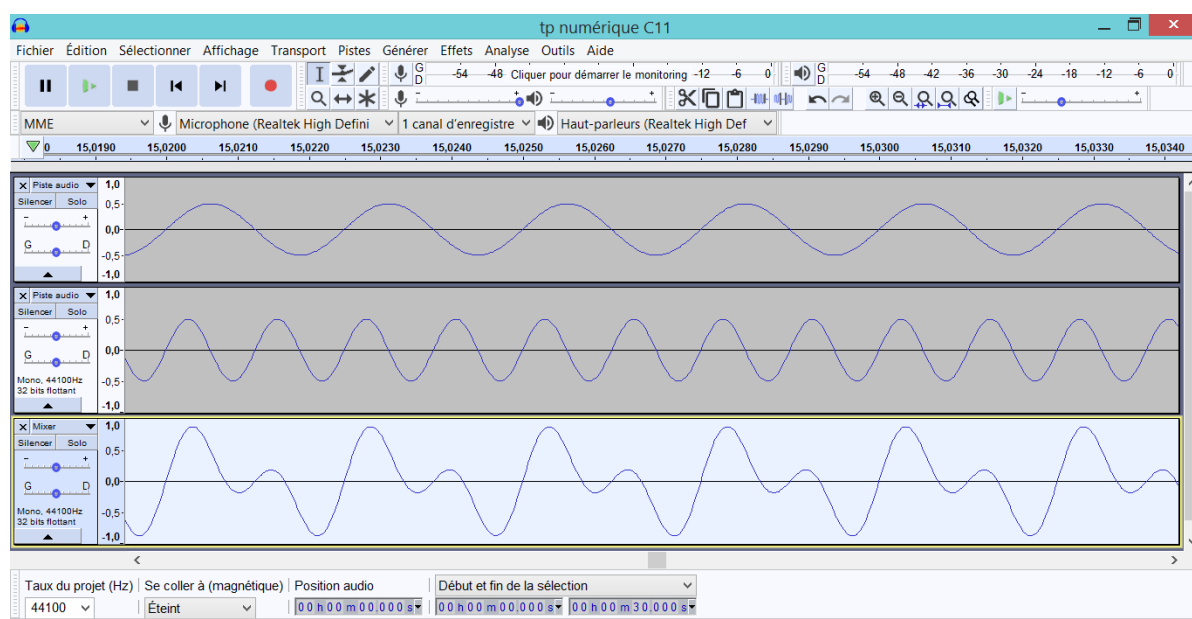 tp numérique C11
Fichier Édition Sélectionner Affichage Transport Pistes Générer Effets Analyse Outils Aide
G D -54 -48 Cliquer pour démarrer le monitoring -12 -6 0 G D -54 -48 -42 -36 -30 -24 -18 -12 -6 0
MME Microphone (Realtek High Defini 1 canal d'enregistre Haut-parleurs (Realtek High Def
0 15,0190 15,0200 15,0210 15,0220 15,0230 15,0240 15,0250 15,0260 15,0270 15,0280 15,0290 15,0300 15,0310 15,0320 15,0330 15,0340
X Piste audio 1,0
Silencer Solo 0,5
- + 0,0
G D -0,5
-1,0
X Piste audio 1,0
Silencer Solo 0,5
- +
G D 0,0
Mono, 44100Hz -0,5
32 bits flottant
-1,0
X Mixer 1,0
Silencer Solo 0,5
- +
G D 0,0
Mono, 44100Hz -0,5
32 bits flottant
-1,0
Taux du projet (Hz) Se coller à (magnétique) Position audio Début et fin de la sélection
44100 Éteint 00 h 00 m 00,000 s 00 h 00 m 00,000 s 00 h 00 m 30,000 s